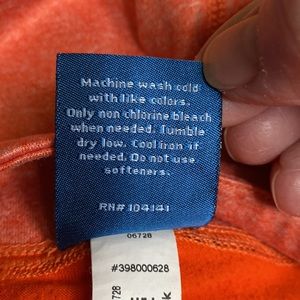 Machine wash cold
with like colors.
Only non chlorine bleach
when needed. Tumble
dry low. Cool iron if
needed. Do not use
softeners.
RN# 104141
06728
#398000628